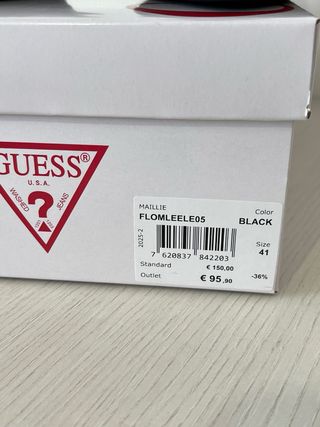 GUESS®
U.S.A.
WASHED
?
JEANS
MAILLIE
Color
FLOMLEELE05
BLACK
2025-2
Size
7 620837 842203
41
Standard
€ 150,00
Outlet
€ 95,90
-36%